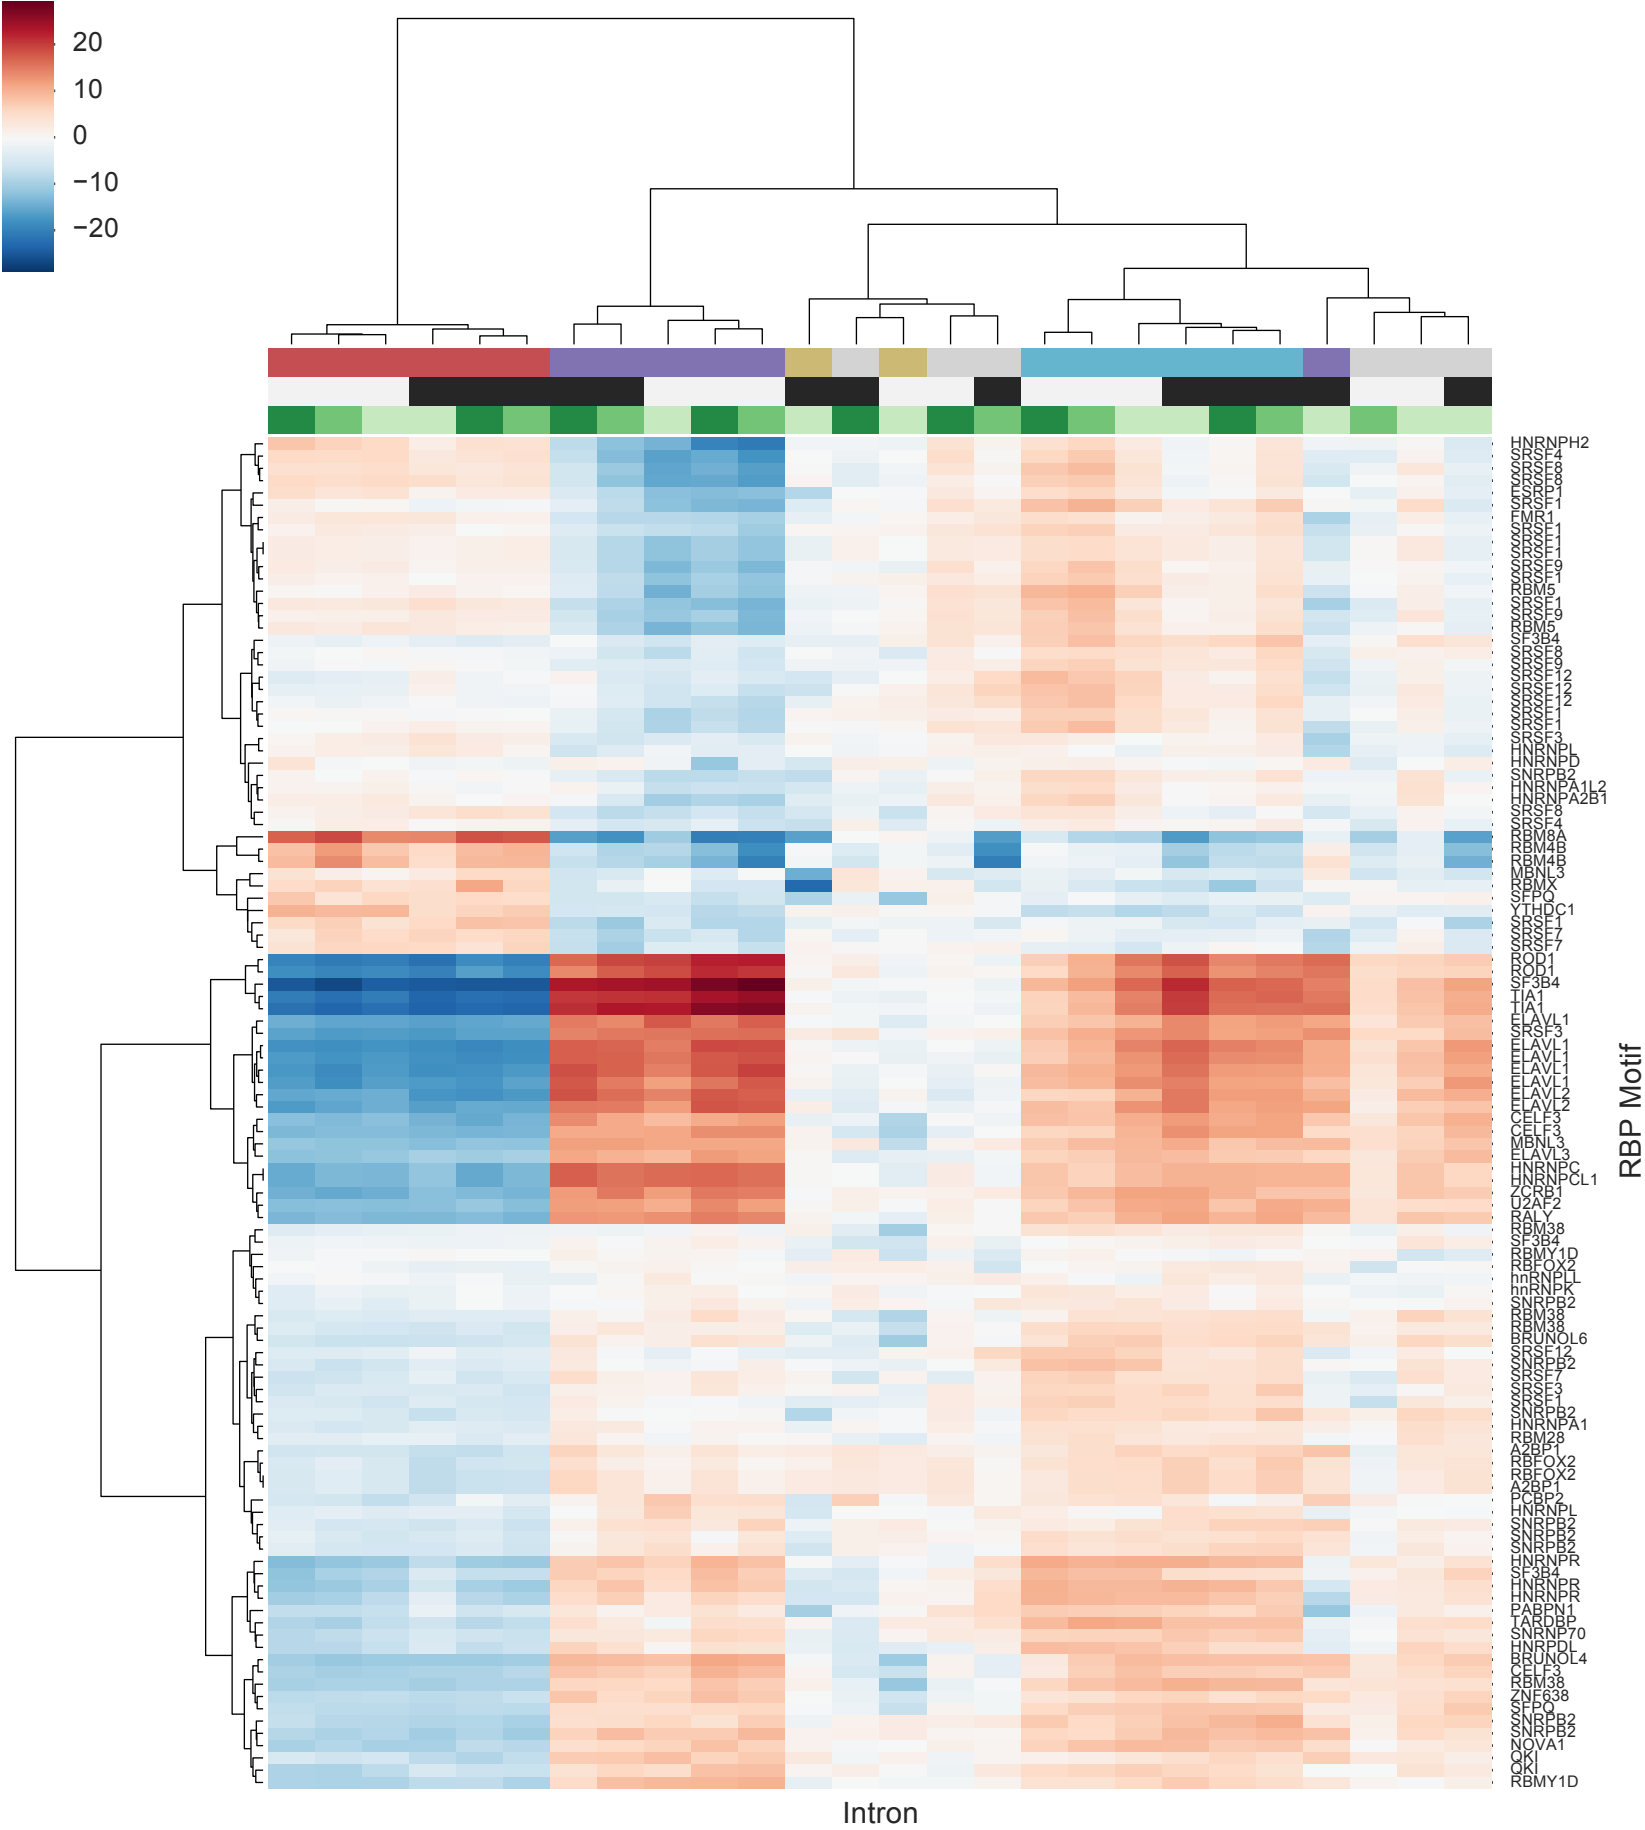 20
10
0
−10
−20
HNRNPH2
SRSF4
SRSF8
SRSF8
ESRP1
SRSF1
FMR1
SRSF1
SRSF1
SRSF1
SRSF9
SRSF1
RBM5
SRSF1
SRSF9
RBM5
SF3B4
SRSF8
SRSF9
SRSF12
SRSF12
SRSF12
SRSF1
SRSF1
SRSF3
HNRNPL
HNRNPD
SNRPB2
HNRNPA1L2
HNRNPA2B1
SRSF8
SRSF4
RBM8A
RBM4B
RBM4B
MBNL3
RBMX
SFPQ
YTHDC1
SRSF1
SRSF7
SRSF7
ROD1
ROD1
SF3B4
TIA1
TIA1
ELAVL1
SRSF3
ELAVL1
ELAVL1
ELAVL1
ELAVL1
ELAVL2
ELAVL2
CELF3
CELF3
MBNL3
ELAVL3
HNRNPC
HNRNPCL1
ZCRB1
U2AF2
RALY
RBM38
SF3B4
RBMY1D
RBFOX2
hnRNPLL
hnRNPK
SNRPB2
RBM38
RBM38
BRUNOL6
SRSF12
SNRPB2
SRSF7
SRSF3
SRSF1
SNRPB2
HNRNPA1
RBM28
A2BP1
RBFOX2
RBFOX2
A2BP1
PCBP2
HNRNPL
SNRPB2
SNRPB2
SNRPB2
HNRNPR
SF3B4
HNRNPR
HNRNPR
PABPN1
TARDBP
SNRNP70
HNRPDL
BRUNOL4
CELF3
RBM38
ZNF638
SFPQ
SNRPB2
SNRPB2
NOVA1
QKI
QKI
RBMY1D
RBP Motif
Intron